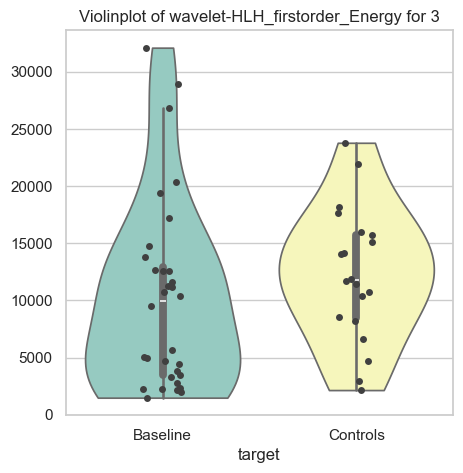 Violinplot of wavelet-HLH_firstorder_Energy for 3
30000
25000
20000
15000
10000
5000
0
Baseline
Controls
target